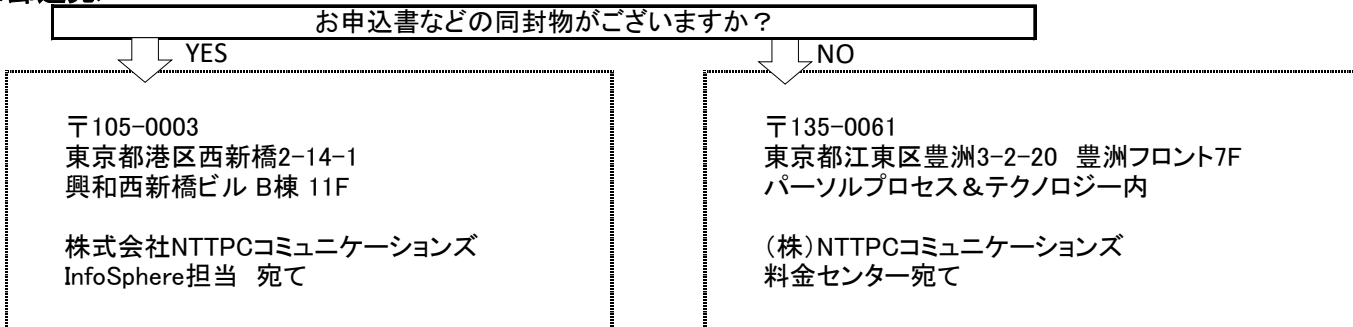 お申込書などの同封物がございますか？
YES
NO
〒105-0003
東京都港区西新橋2-14-1
興和西新橋ビル B棟 11F
株式会社NTTPCコミュニケーションズ
InfoSphere担当　宛て
〒135-0061
東京都江東区豊洲3-2-20　豊洲フロント7F
パーソルプロセス＆テクノロジー内
（株）NTTPCコミュニケーションズ
料金センター宛て